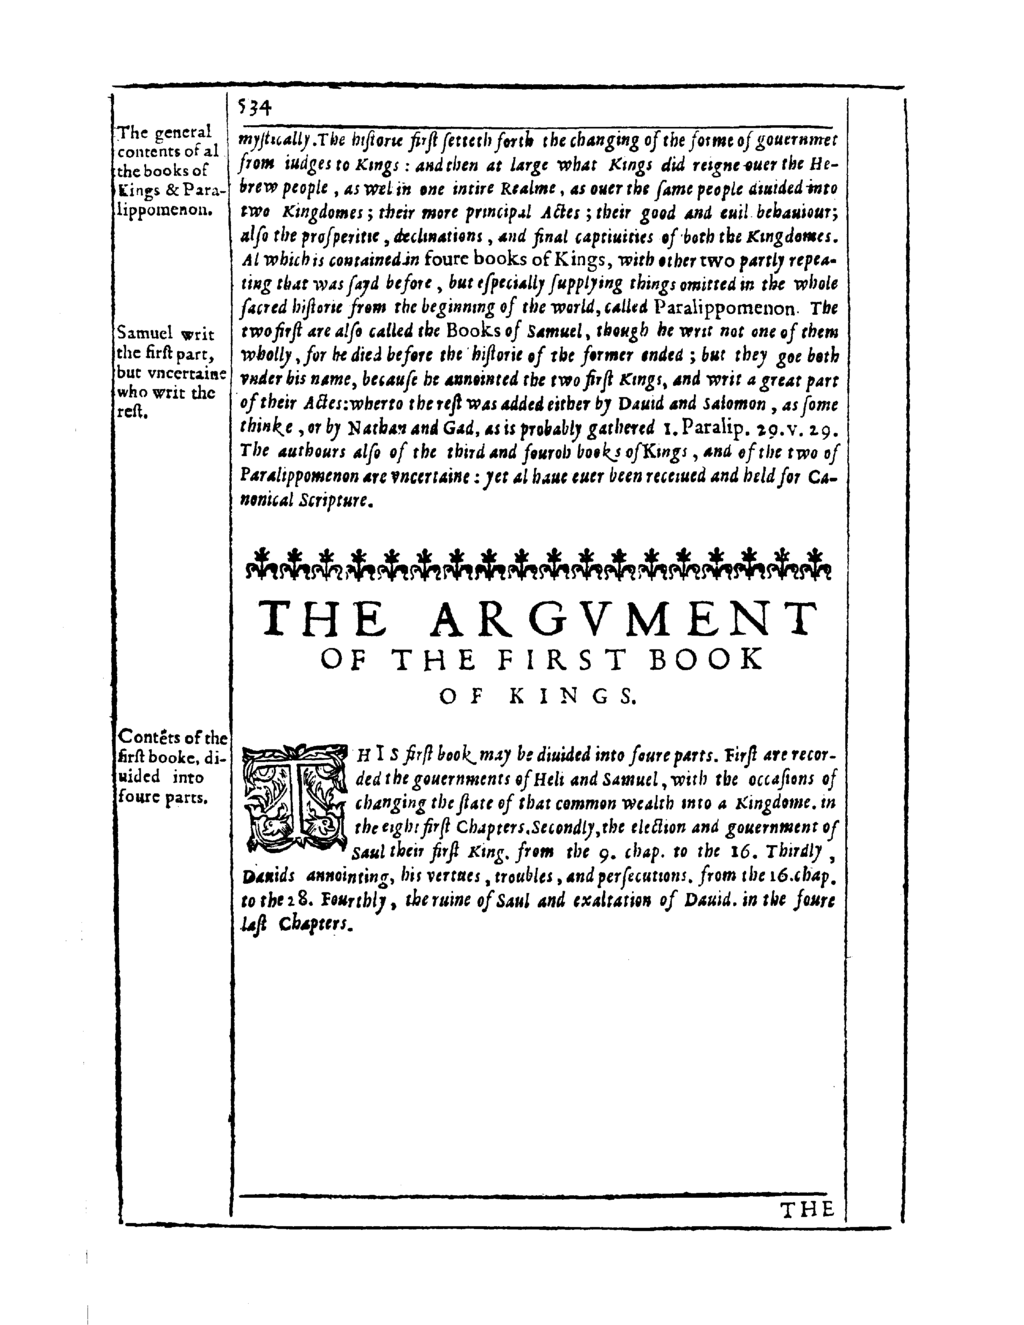 534
The general
contents of al
the books of
Kings & Para-
lippomenon.
myſtically. The hiſtorie firſt ſetteth forth the changing of the forme of gouernmēt
from iudges to Kings : and then at large what Kings did reigne ouer the He-
brew people , as wel in one intire Realme , as ouer the ſame people diuided into
two Kingdomes ; their more principal Actes ; their good and euil behauiour;
alſo the proſperitie , declinations , and final captiuities of both the Kingdomes.
Al which is contained in foure books of Kings, with other two partly repea-
ting that was ſayd before , but eſpecially ſupplying things omitted in the whole
ſacred hiſtorie from the beginning of the world, called Paralippomenon. The
two firſt are alſo called the Books of Samuel, though he writ not one of them
wholly, for he died before the hiſtorie of the former ended ; but they goe both
vnder his name, becauſe he annointed the two firſt Kings, and writ a great part
of their Actes: wherto the reſt was added either by Dauid and Salomon , as ſome
thinke , or by Nathan and Gad, as is probably gathered 1. Paralip. 29. v. 29.
The authours alſo of the third and fourth books of Kings , and of the two of
Paralippomenon are vncertaine : yet al haue euer been receiued and held for Ca-
nonical Scripture.
Samuel writ
the firſt part,
but vncertaine
who writ the
reſt.
THE ARGVMENT
OF THE FIRST BOOK
OF KINGS.
Contēts of the
firſt booke, di-
uided into
foure parts.
THIS firſt book may be diuided into foure parts. Firſt are recor-
ded the gouernments of Heli and Samuel, with the occaſions of
changing the ſtate of that common wealth into a Kingdome. in
the eight firſt Chapters. Secondly, the election and gouernment of
Saul their firſt King. from the 9. chap. to the 16. Thirdly ,
Dauids annointing, his vertues , troubles , and perſecutions. from the 16. chap.
to the 28. Fourthly , the ruine of Saul and exaltation of Dauid. in the foure
laſt Chapters.
THE